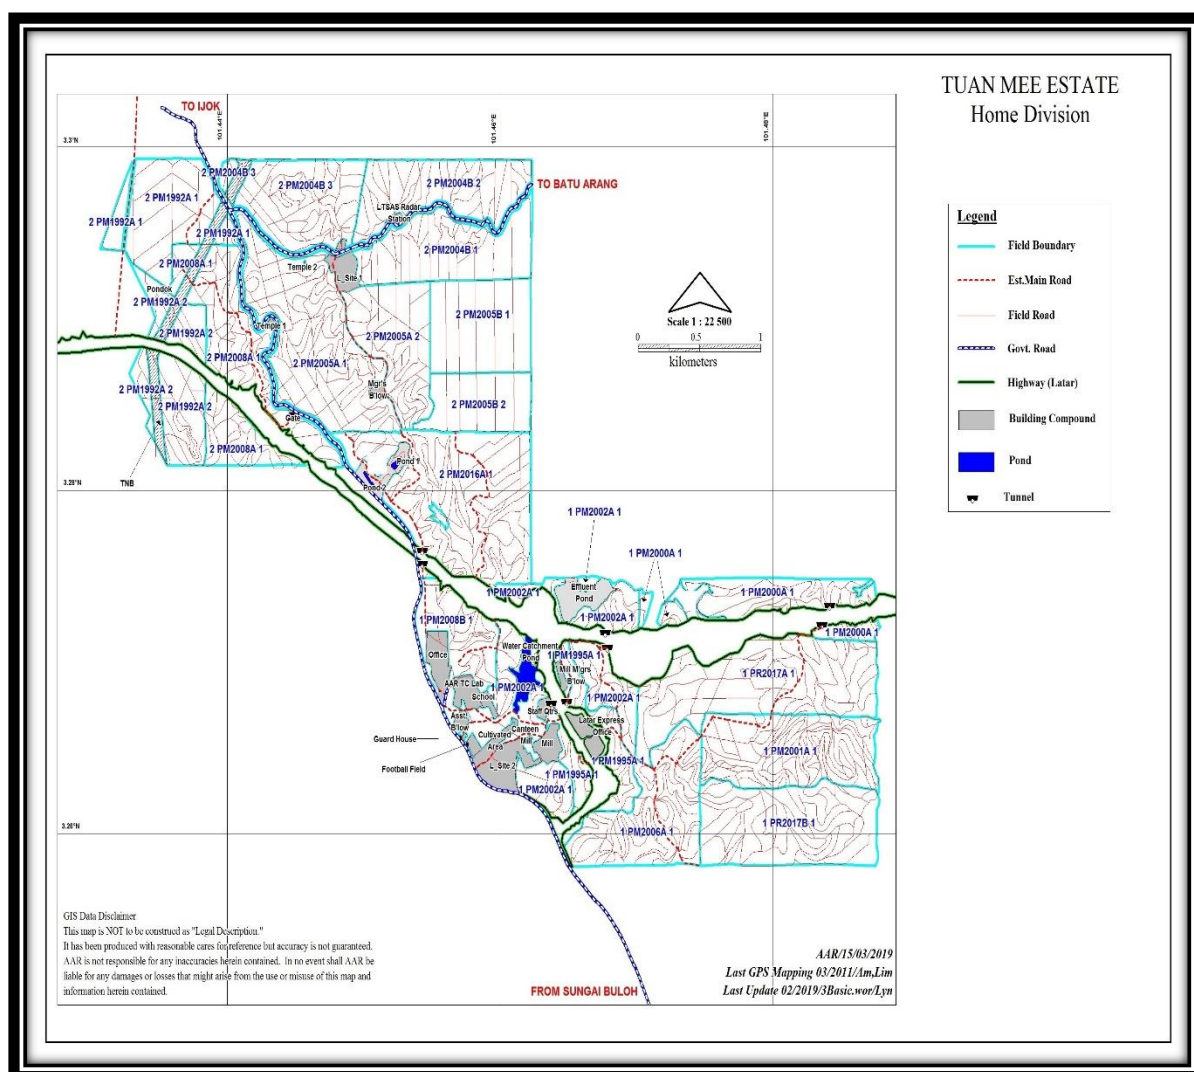 TUAN MEE ESTATE
Home Division
TO IJOK
101.44°E
101.46°E
101.48°E
3.3°N
2 PM2004B 3
2 PM2004B 3
2 PM2004B 2
TO BATU ARANG
2 PM1992A 1
2 PM1992A 1
2 PM1992A 1
LTSAS Radar
Station
2 PM2004B 1
2 PM2008A 1
Temple 2
L_Site 1
Pondok
2 PM1992A 2
2 PM1992A 2
Temple 1
2 PM2005B 1
2 PM2005A 2
2 PM2008A 1
2 PM2005A 1
2 PM1992A 2
2 PM1992A 2
Mgr's
B'low
2 PM2005B 2
Gate
2 PM2008A 1
Pond 1
2 PM2016A 1
TNB
Pond 2
3.28°N
1 PM2002A 1
1 PM2000A 1
1 PM2002A 1
Effluent
Pond
1 PM2000A 1
1 PM2008B 1
1 PM2002A 1
1 PM2000A 1
Water Catchment
Pond
1 PM1995A 1
Office
Mill M'grs
B'low
1 PR2017A 1
AAR TC Lab
School
1 PM2002A 1
1 PM2002A 1
Asst.
B'low
Staff Qtrs
Latar Express
Office
Guard House
Cultivated
Area
Canteen
Mill
Mill
1 PM2001A 1
Football Field
L_Site 2
1 PM1995A 1
1 PM1995A 1
1 PM2002A 1
3.26°N
1 PM2006A 1
1 PR2017B 1
FROM SUNGAI BULOH
Scale 1 : 22 500
0 0.5 1
kilometers
Legend
Field Boundary
Est.Main Road
Field Road
Govt. Road
Highway (Latar)
Building Compound
Pond
Tunnel
GIS Data Disclaimer
This map is NOT to be construed as "Legal Description."
It has been produced with reasonable cares for reference but accuracy is not guaranteed.
AAR is not responsible for any inaccuracies herein contained. In no event shall AAR be
liable for any damages or losses that might arise from the use or misuse of this map and
information herein contained.
AAR/15/03/2019
Last GPS Mapping 03/2011/Am,Lim
Last Update 02/2019/3Basic.wor/Lyn